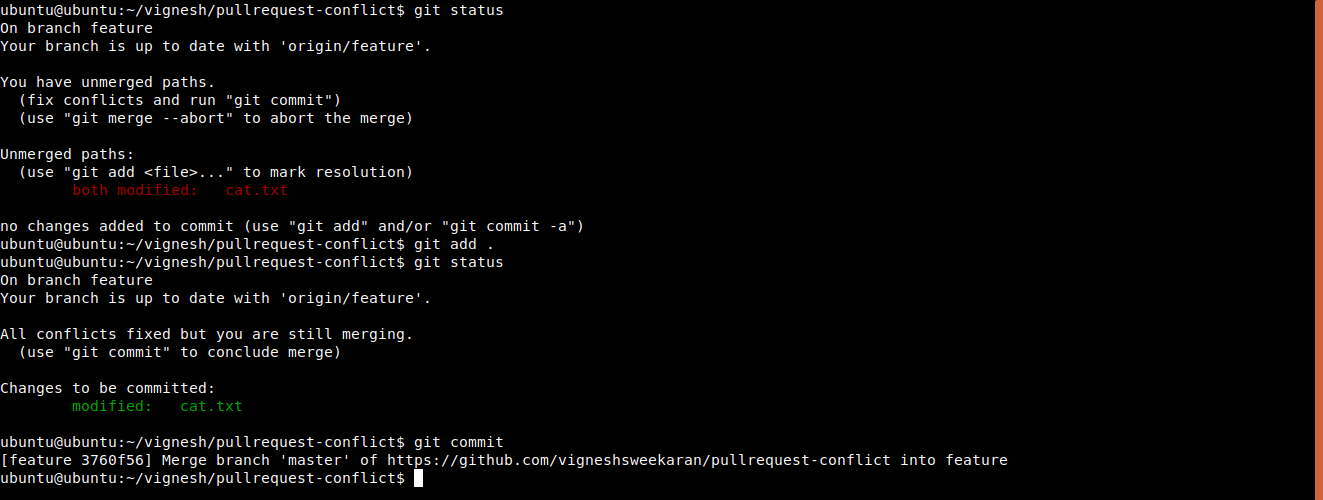 ubuntu@ubuntu:~/vignesh/pullrequest-conflict$ git status
On branch feature
Your branch is up to date with 'origin/feature'.
You have unmerged paths.
(fix conflicts and run "git commit")
(use "git merge --abort" to abort the merge)
Unmerged paths:
(use "git add <file>..." to mark resolution)
both modified:   cat.txt
no changes added to commit (use "git add" and/or "git commit -a")
ubuntu@ubuntu:~/vignesh/pullrequest-conflict$ git add .
ubuntu@ubuntu:~/vignesh/pullrequest-conflict$ git status
On branch feature
Your branch is up to date with 'origin/feature'.
All conflicts fixed but you are still merging.
(use "git commit" to conclude merge)
Changes to be committed:
modified:   cat.txt
ubuntu@ubuntu:~/vignesh/pullrequest-conflict$ git commit
[feature 3760f56] Merge branch 'master' of https://github.com/vigneshsweekaran/pullrequest-conflict into feature
ubuntu@ubuntu:~/vignesh/pullrequest-conflict$